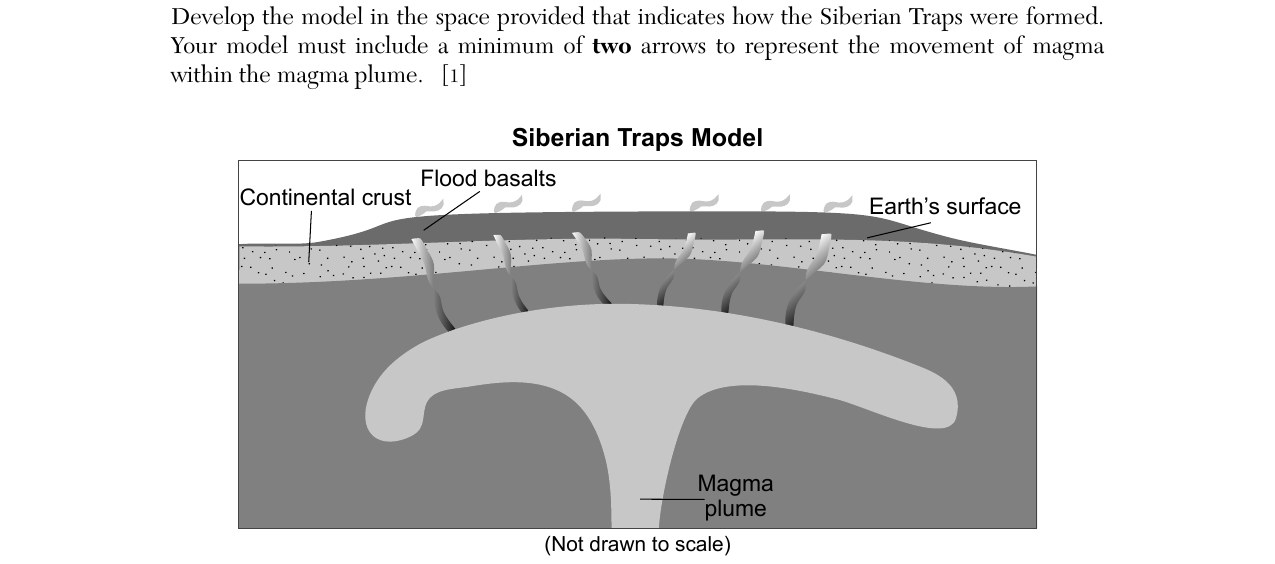 Develop the model in the space provided that indicates how the Siberian Traps were formed.
Your model must include a minimum of two arrows to represent the movement of magma
within the magma plume. [1]
Siberian Traps Model
Flood basalts
Continental crust
Earth’s surface
Magma
plume
(Not drawn to scale)